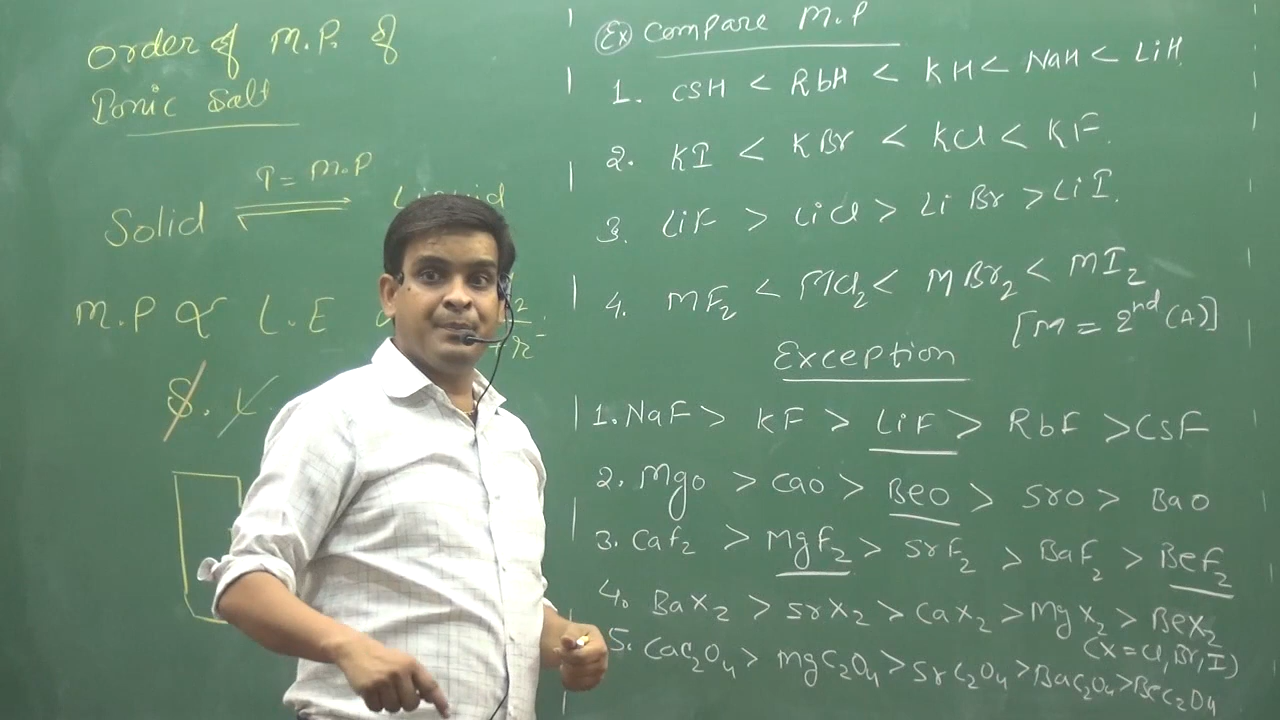 Order of M.P. of
Ionic Salt
T = M.P
Solid ⇌ Liquid
M.P ∝ L.E
S.
Ex Compare M.P
1. CsH < RbH < KH < NaH < LiH
2. KI < KBr < KCl < KF.
3. LiF > LiCl > LiBr > LiI.
4. MF₂ < MCl₂ < MBr₂ < MI₂
[M = 2nd (A)]
Exception
1. NaF > KF > LiF > RbF > CsF
2. MgO > CaO > BeO > SrO > BaO
3. CaF₂ > MgF₂ > SrF₂ > BaF₂ > BeF₂
4. BaX₂ > SrX₂ > CaX₂ > MgX₂ > BeX₂
(X = Cl, Br, I)
5. CaC₂O₄ > MgC₂O₄ > SrC₂O₄ > BaC₂O₄ > BeC₂O₄